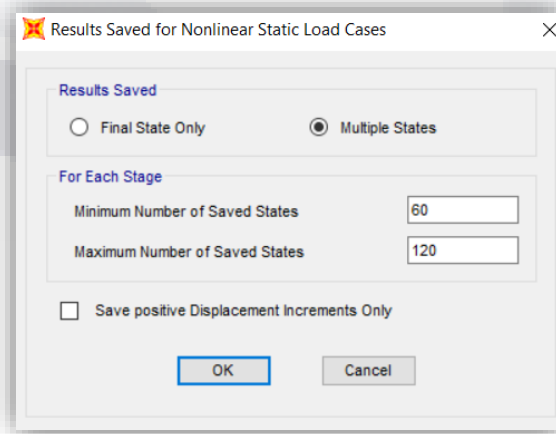 Results Saved for Nonlinear Static Load Cases
Results Saved
Final State Only
Multiple States
For Each Stage
Minimum Number of Saved States 60
Maximum Number of Saved States 120
Save positive Displacement Increments Only
OK
Cancel